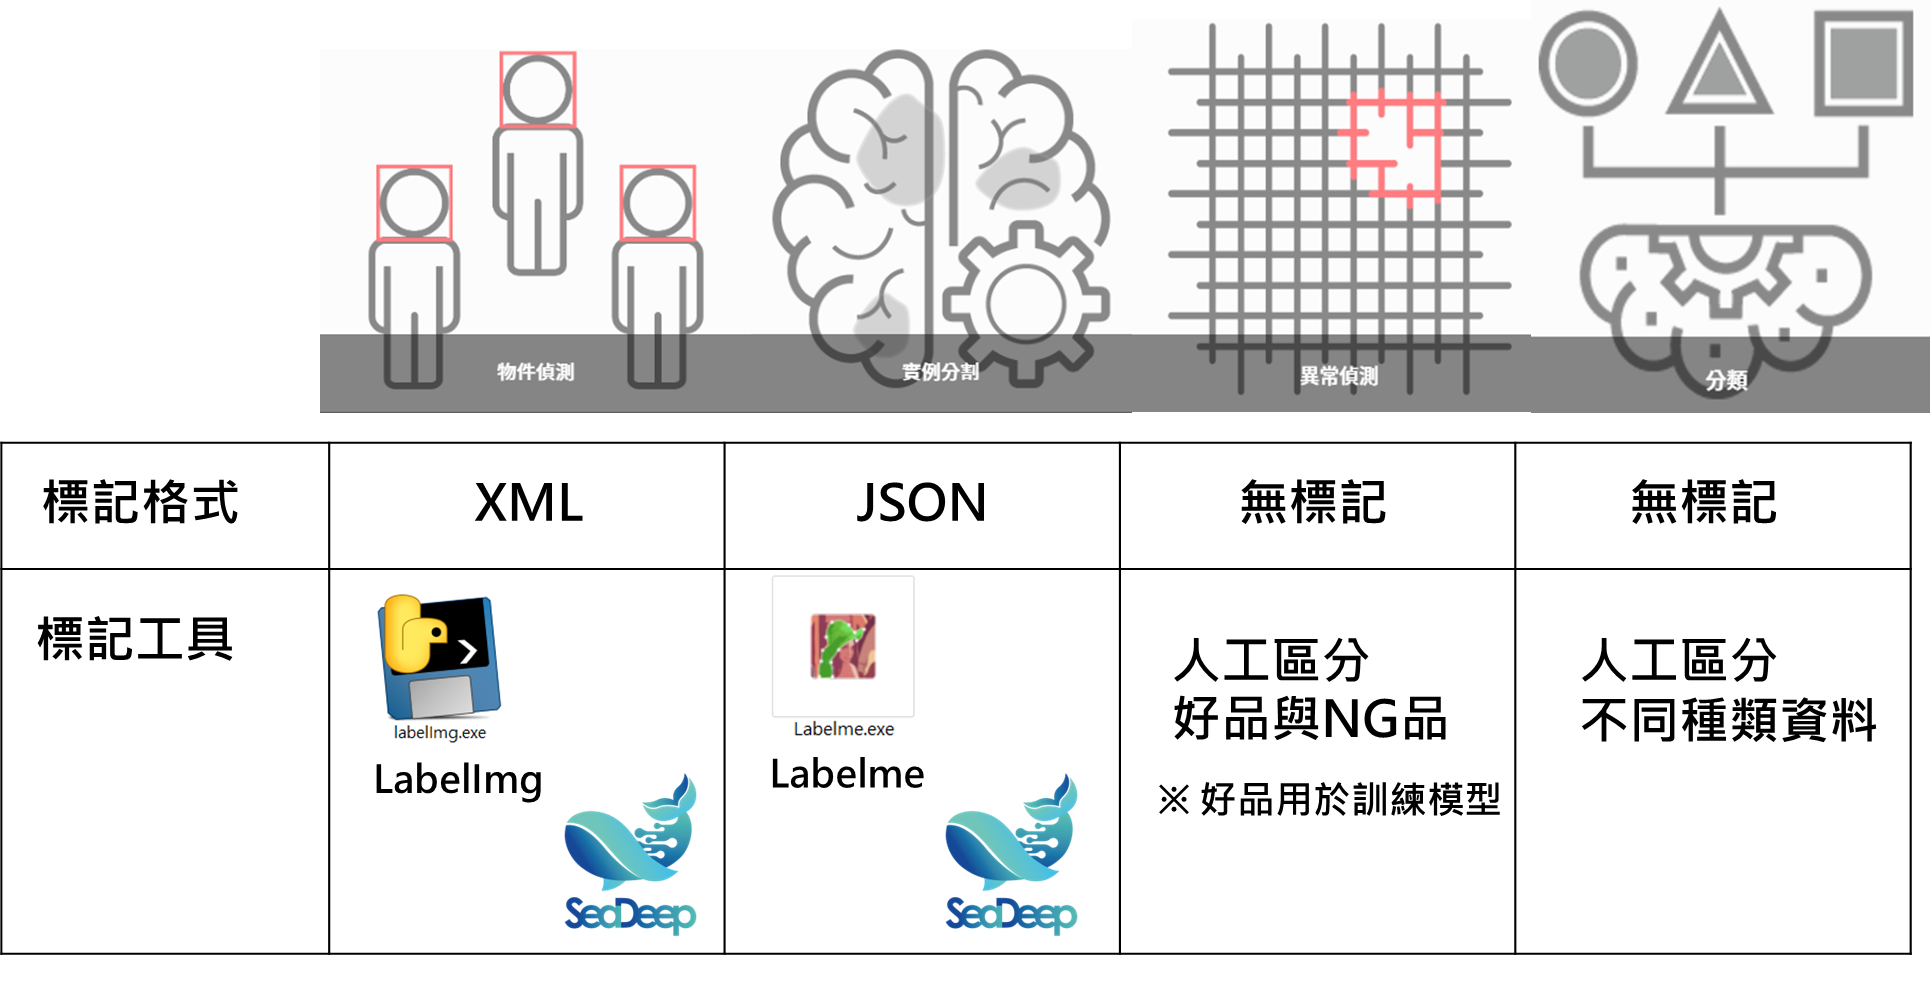 物件偵測
實例分割
異常偵測
分類
標記格式
XML
JSON
無標記
無標記
標記工具
labelImg.exe
LabelImg
SeaDeep
Labelme.exe
Labelme
SeaDeep
人工區分
好品與NG品
※ 好品用於訓練模型
人工區分
不同種類資料